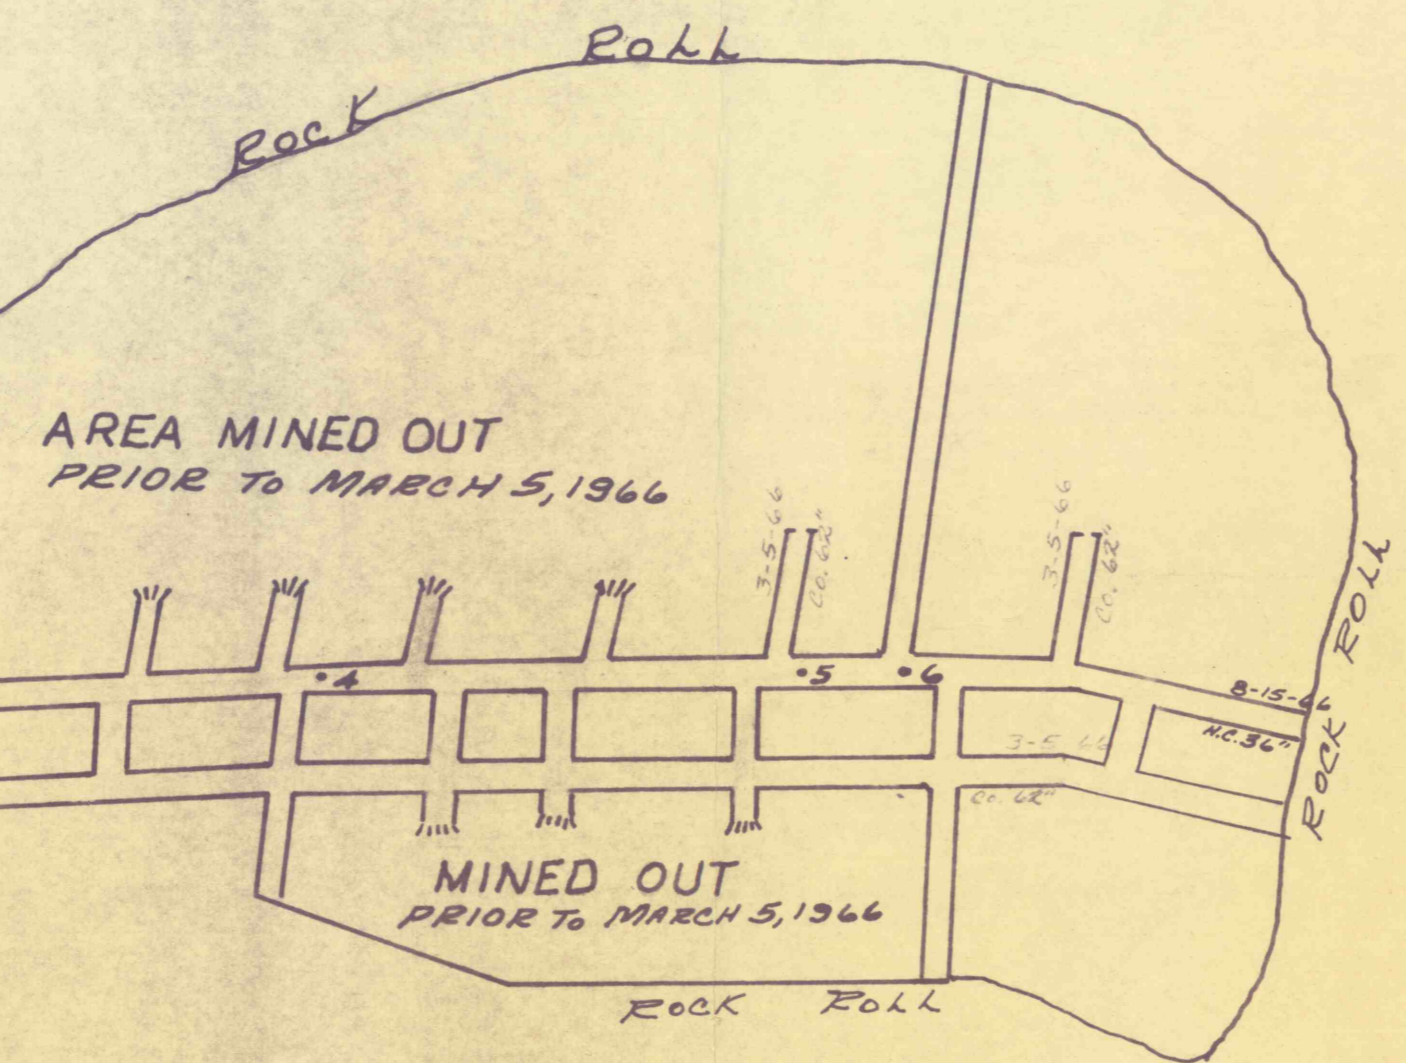 ROCK ROLL
AREA MINED OUT
PRIOR TO MARCH 5, 1966
3-5-66
CO. 62"
3-5-66
CO. 62"
ROCK ROLL
•4
•5
•6
8-15-66
N.C. 36"
3-5-66
CO. 62"
MINED OUT
PRIOR TO MARCH 5, 1966
ROCK ROLL